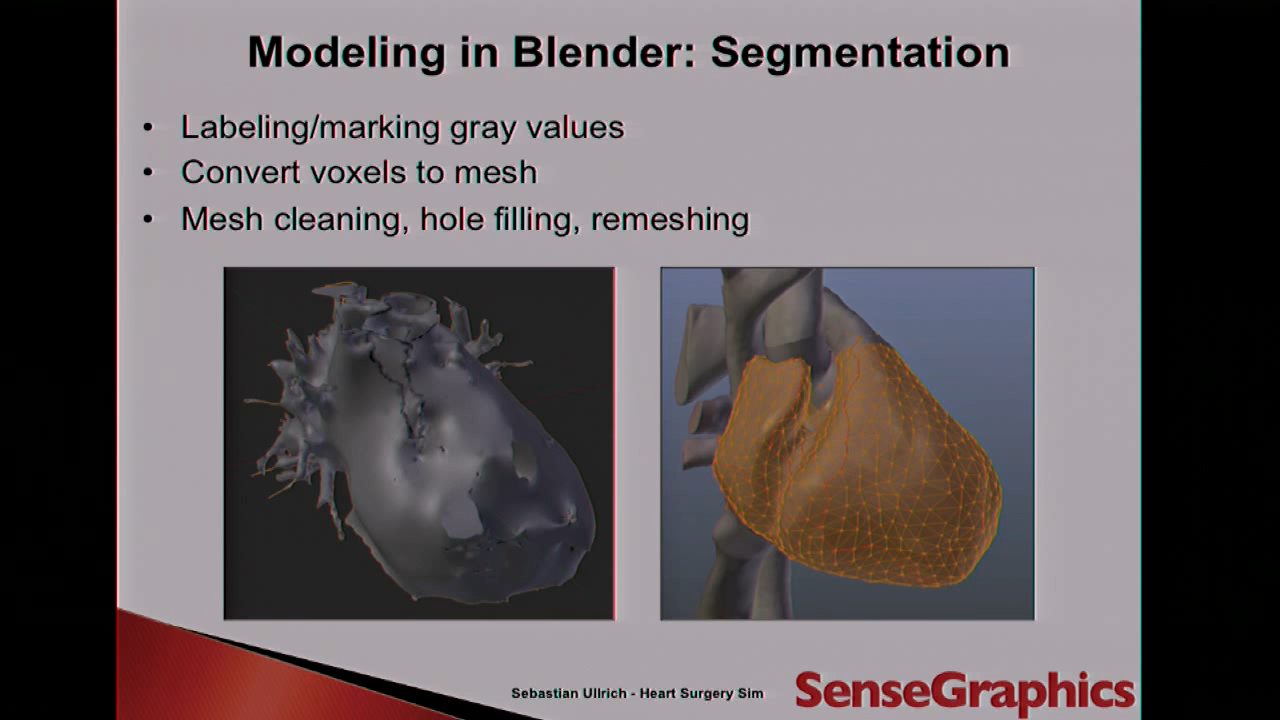 Modeling in Blender: Segmentation
• Labeling/marking gray values
• Convert voxels to mesh
• Mesh cleaning, hole filling, remeshing
Sebastian Ullrich - Heart Surgery Sim
SenseGraphics